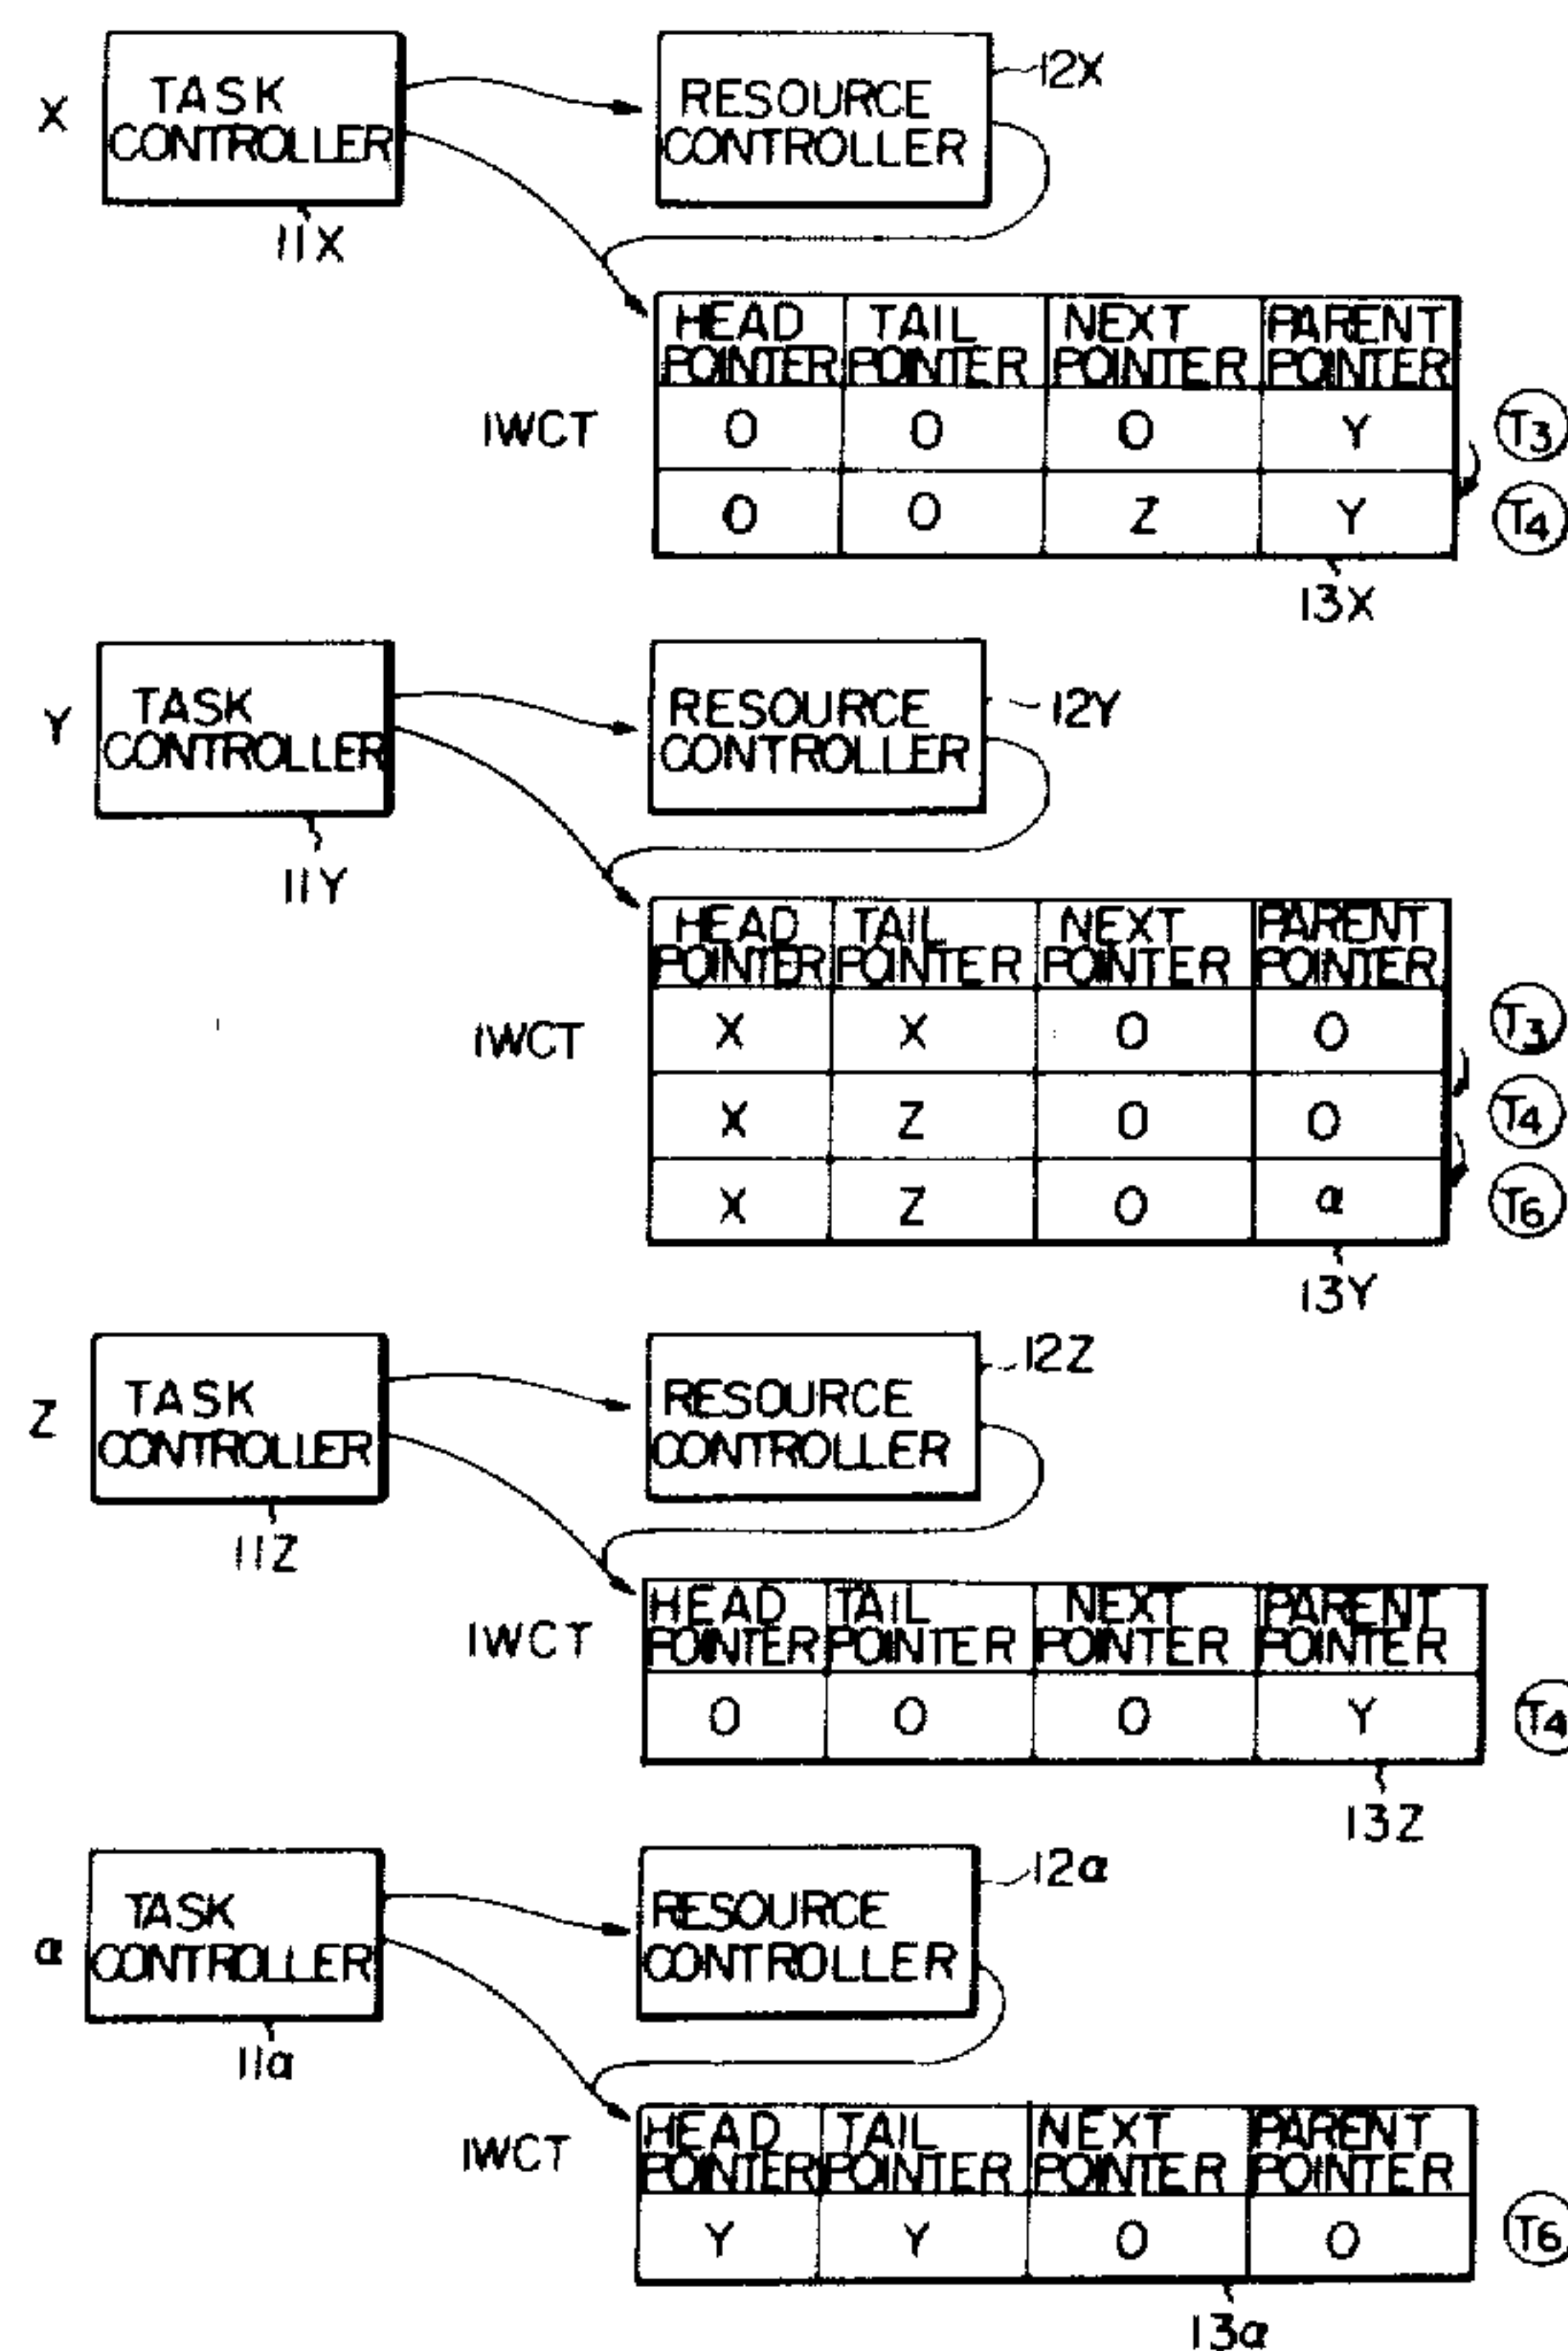 X
TASK
CONTROLLER
11X
RESOURCE
CONTROLLER
12X
HEAD POINTER TAIL POINTER NEXT POINTER PARENT POINTER
IWCT
0 0 0 Y T3
0 0 Z Y T4
13X
Y
TASK
CONTROLLER
11Y
RESOURCE
CONTROLLER
12Y
HEAD POINTER TAIL POINTER NEXT POINTER PARENT POINTER
IWCT
X X 0 0 T3
X Z 0 0 T4
X Z 0 α T6
13Y
Z
TASK
CONTROLLER
11Z
RESOURCE
CONTROLLER
12Z
HEAD POINTER TAIL POINTER NEXT POINTER PARENT POINTER
IWCT
0 0 0 Y T4
13Z
α
TASK
CONTROLLER
11α
RESOURCE
CONTROLLER
12α
HEAD POINTER TAIL POINTER NEXT POINTER PARENT POINTER
IWCT
Y Y 0 0 T6
13α